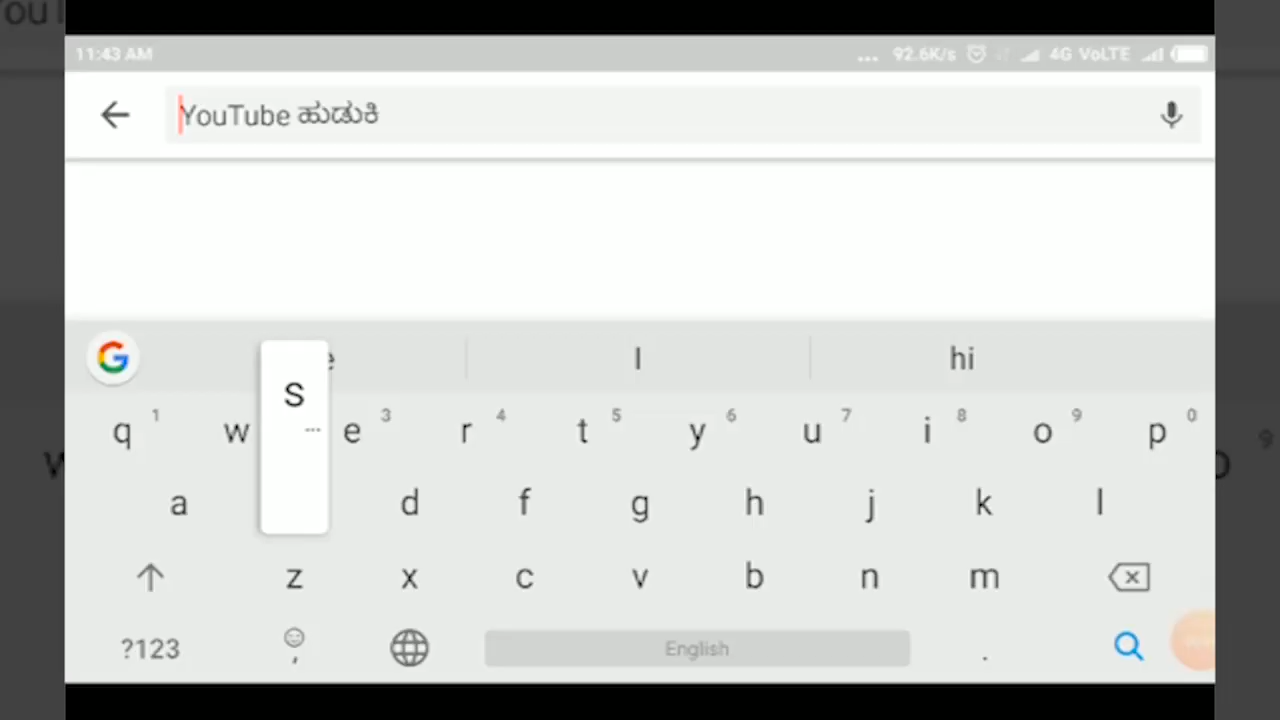 11:43 AM ... 92.6K/s 4G VoLTE
YouTube ಹುಡುಕಿ
I hi
q 1 w e 3 r 4 t 5 y 6 u 7 i 8 o 9 p 0
S ...
a d f g h j k l
z x c v b n m
?123 , English .